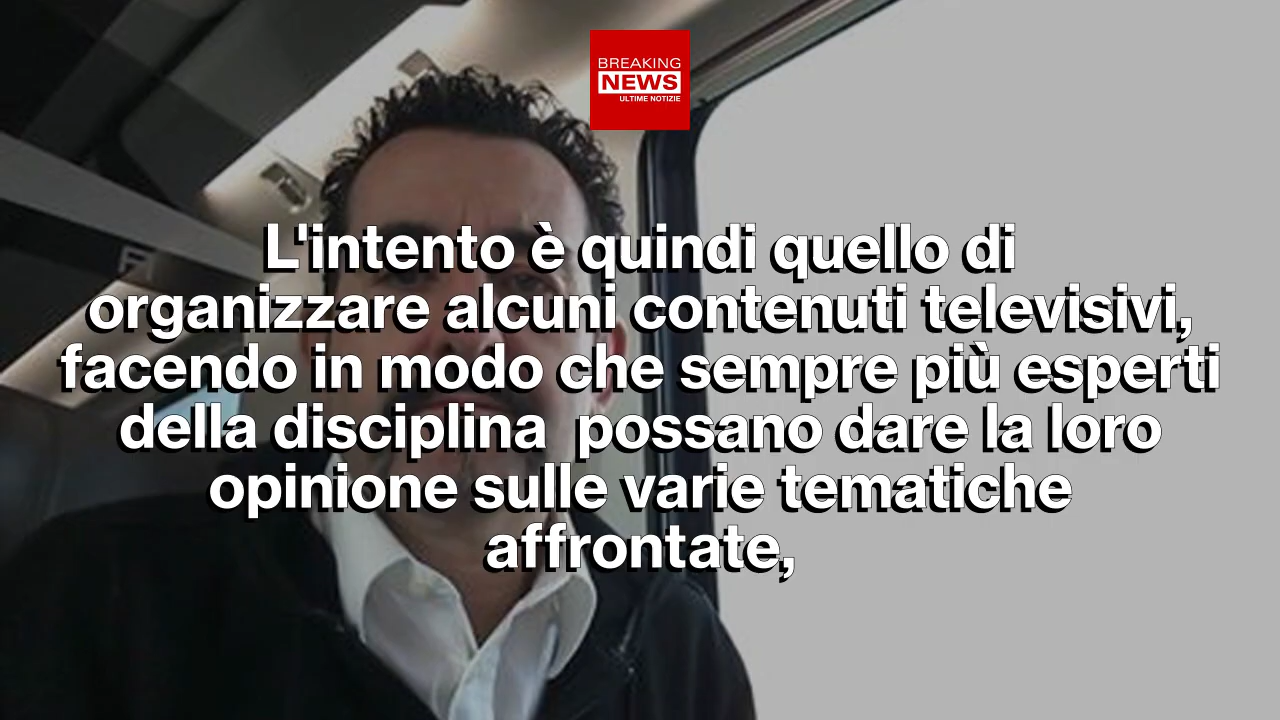 BREAKING
NEWS
ULTIME NOTIZIE
L'intento è quindi quello di
organizzare alcuni contenuti televisivi,
facendo in modo che sempre più esperti
della disciplina  possano dare la loro
opinione sulle varie tematiche
affrontate,